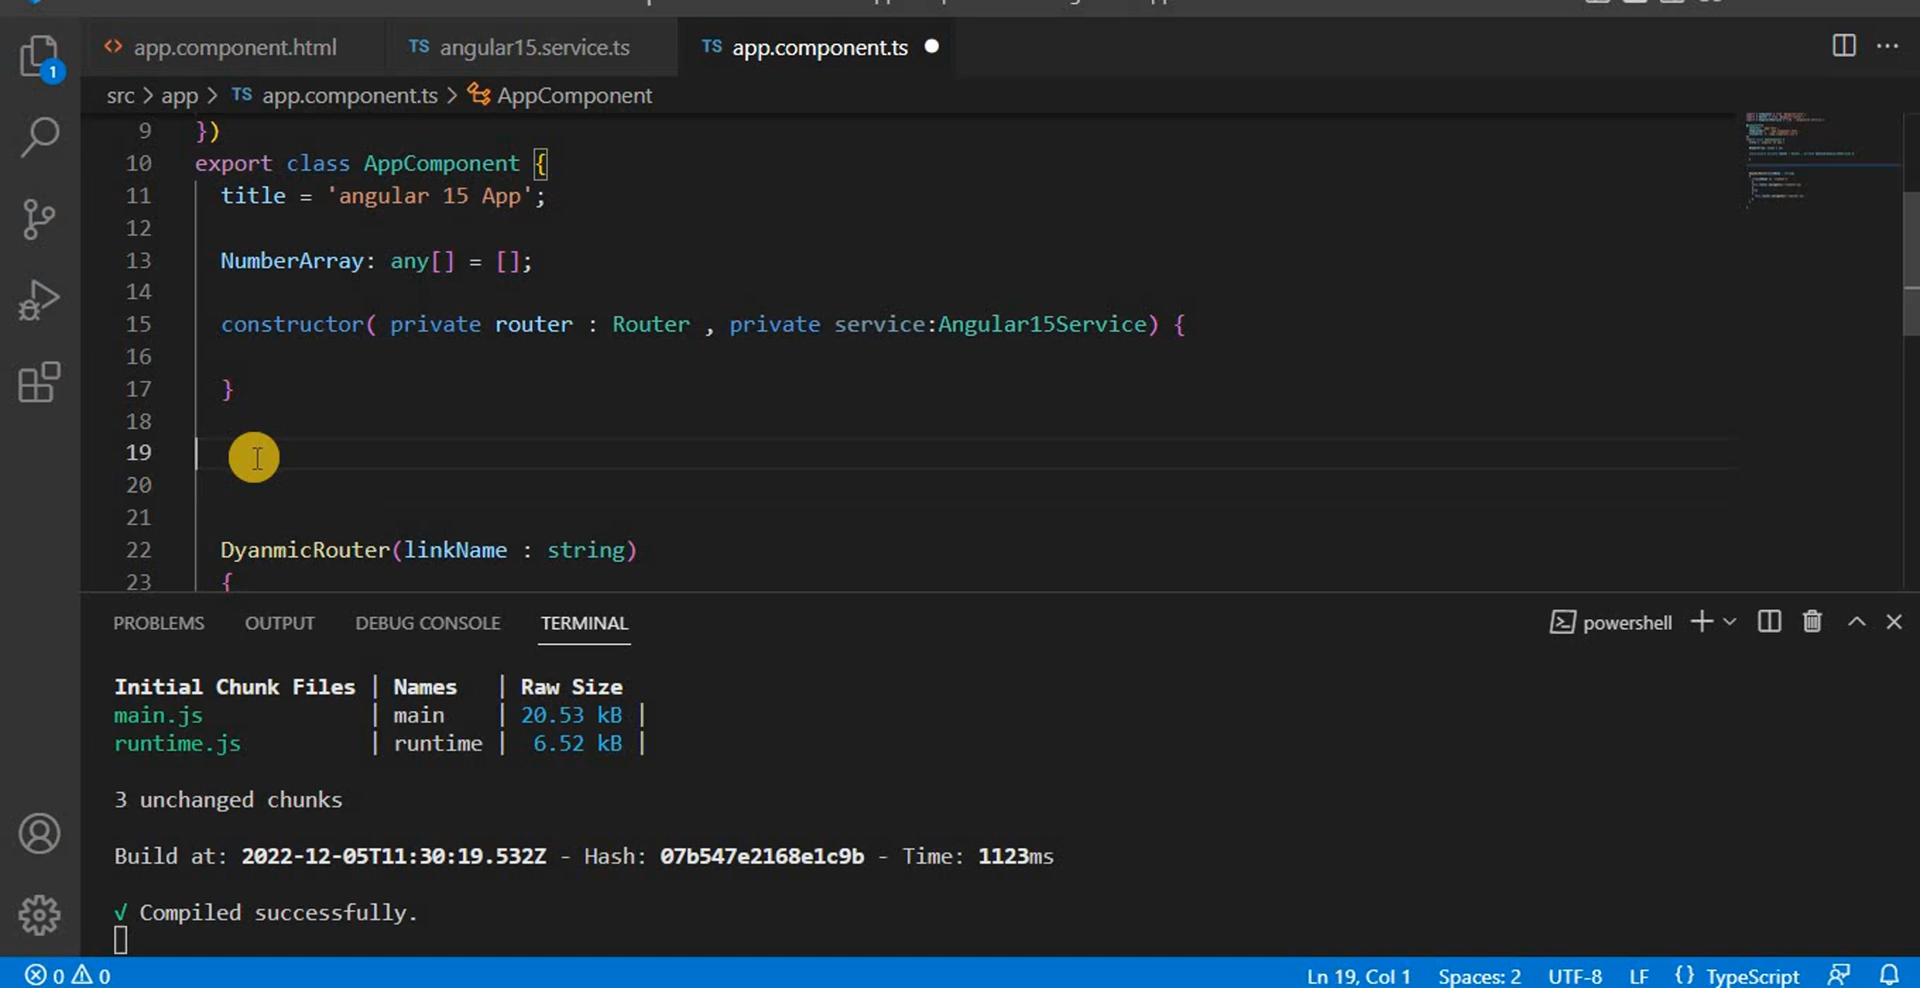 app.component.html
TS angular15.service.ts
TS app.component.ts
1
src > app > TS app.component.ts > AppComponent
9 })
10 export class AppComponent {
11 title = 'angular 15 App';
12
13 NumberArray: any[] = [];
14
15 constructor( private router : Router , private service:Angular15Service) {
16
17 }
18
19
20
21
22 DyanmicRouter(linkName : string)
23 {
PROBLEMS OUTPUT DEBUG CONSOLE TERMINAL powershell
Initial Chunk Files | Names | Raw Size
main.js | main | 20.53 kB |
runtime.js | runtime | 6.52 kB |
3 unchanged chunks
Build at: 2022-12-05T11:30:19.532Z - Hash: 07b547e2168e1c9b - Time: 1123ms
√ Compiled successfully.
0 0 Ln 19, Col 1 Spaces: 2 UTF-8 LF {} TypeScript